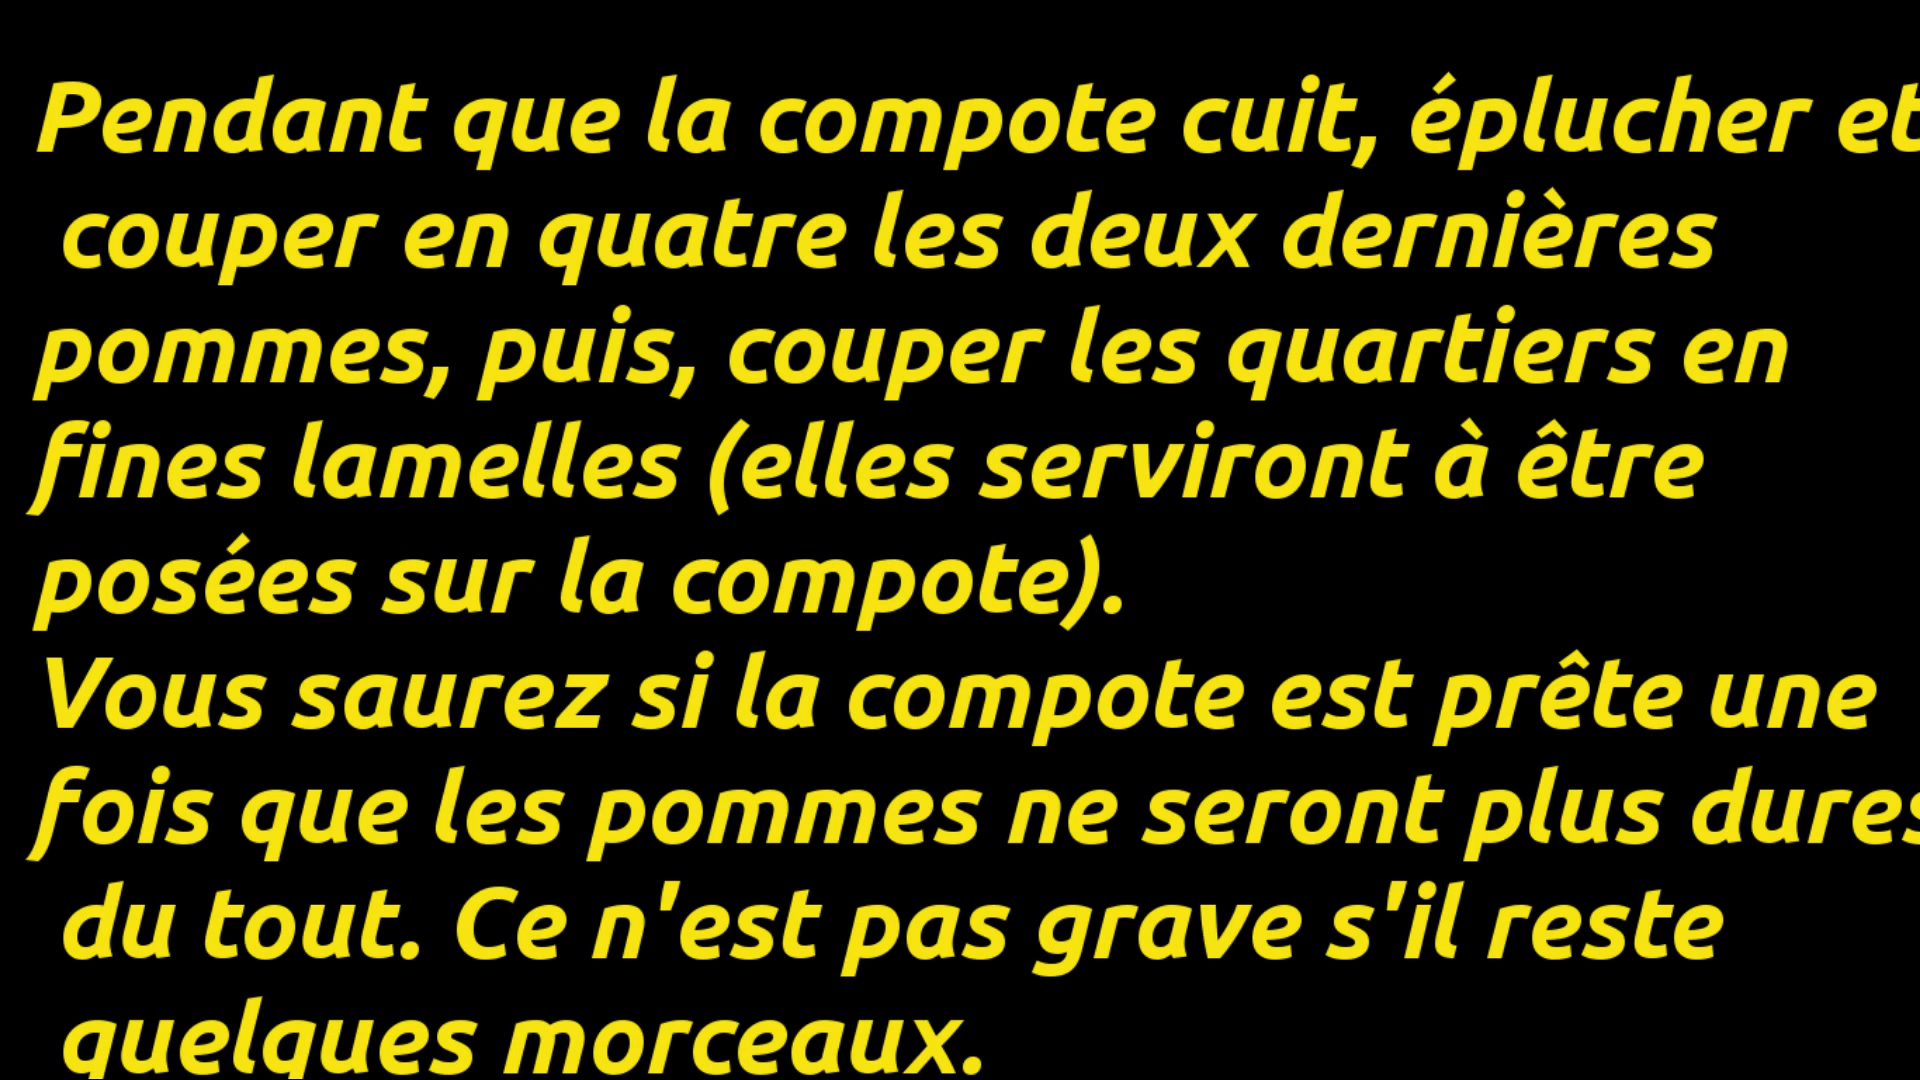 Pendant que la compote cuit, éplucher et
couper en quatre les deux dernières
pommes, puis, couper les quartiers en
fines lamelles (elles serviront à être
posées sur la compote).
Vous saurez si la compote est prête une
fois que les pommes ne seront plus dures
du tout. Ce n'est pas grave s'il reste
quelques morceaux.